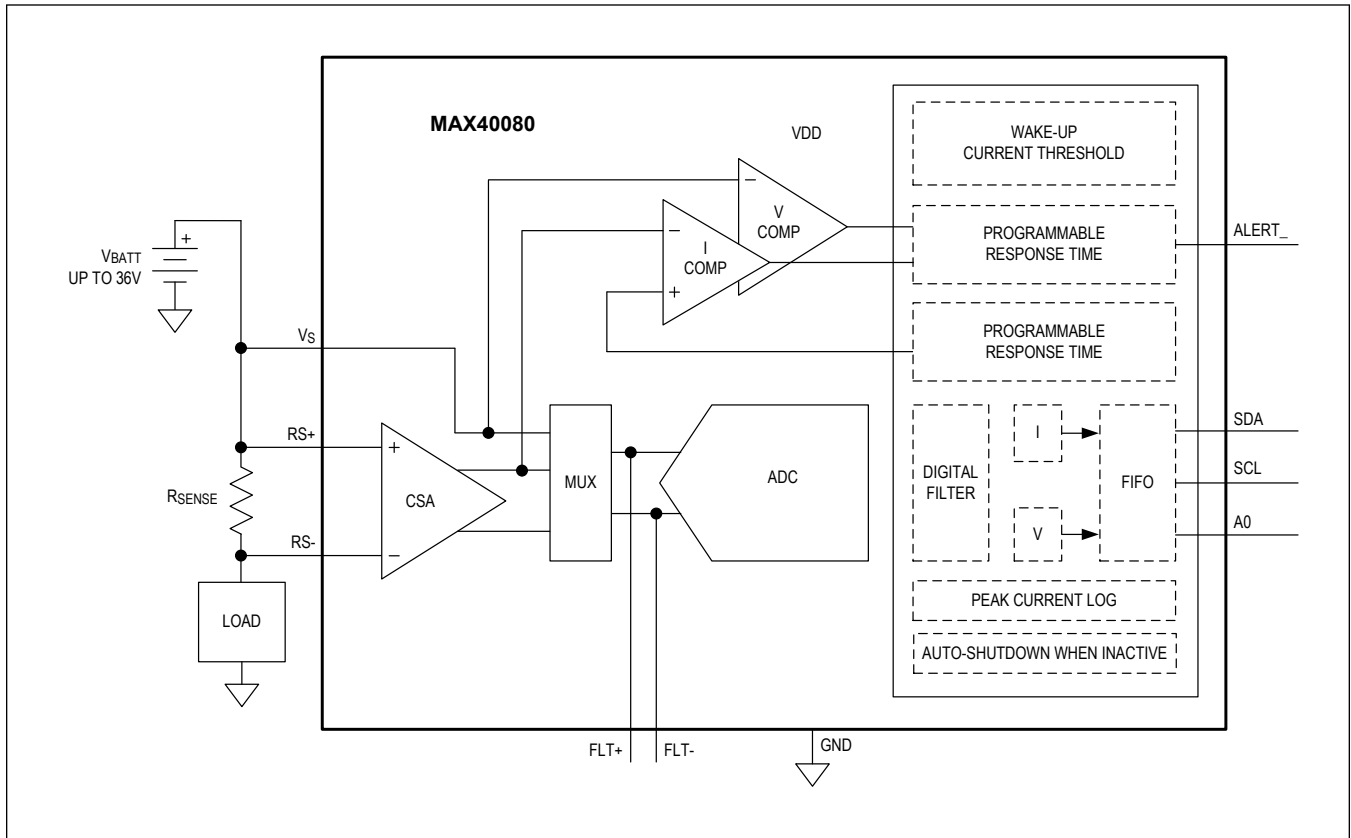 MAX40080
VDD
WAKE-UP
CURRENT THRESHOLD
V
COMP
I
COMP
PROGRAMMABLE
RESPONSE TIME
ALERT_
VBATT
UP TO 36V
+
−
−
+
PROGRAMMABLE
RESPONSE TIME
VS
RS+
+
CSA
−
RS-
RSENSE
LOAD
MUX
ADC
DIGITAL
FILTER
I
V
FIFO
SDA
SCL
A0
PEAK CURRENT LOG
AUTO-SHUTDOWN WHEN INACTIVE
FLT+
FLT-
GND